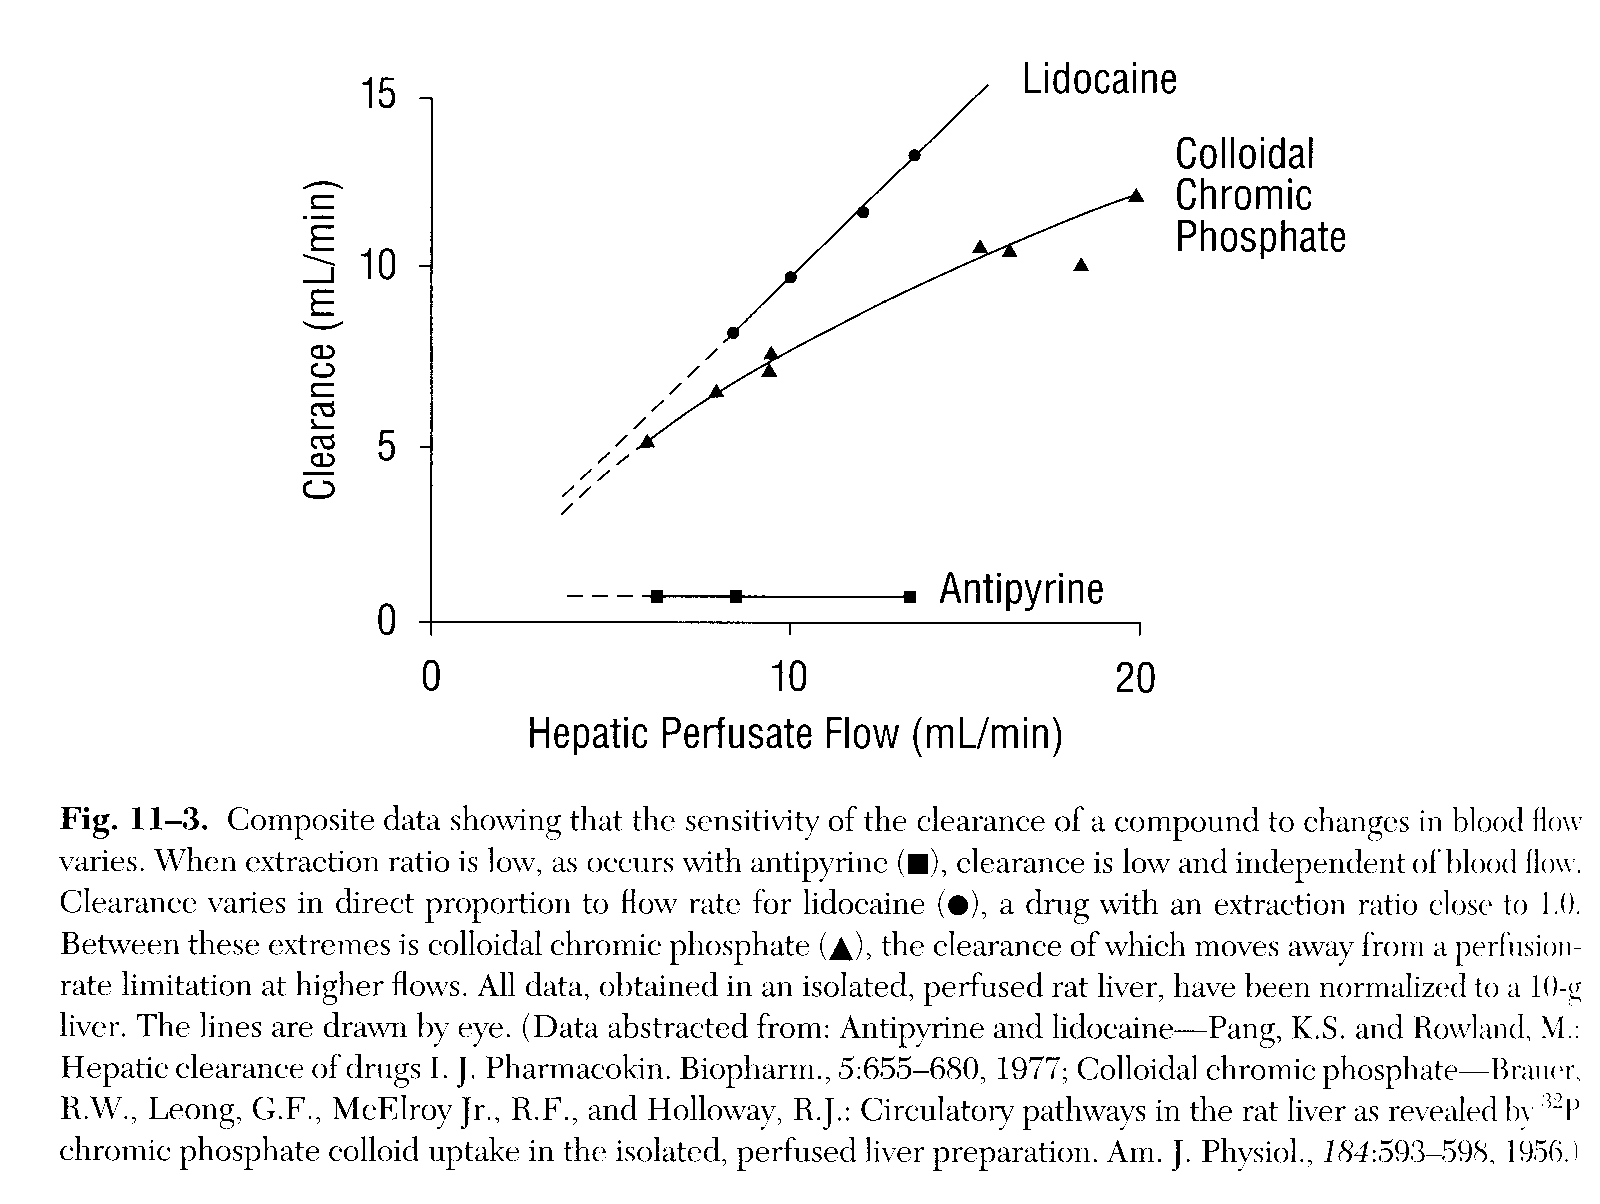 15
Lidocaine
Colloidal
Chromic
Phosphate
10
Clearance (mL/min)
5
Antipyrine
0
0 10 20
Hepatic Perfusate Flow (mL/min)
Fig. 11–3. Composite data showing that the sensitivity of the clearance of a compound to changes in blood flow
varies. When extraction ratio is low, as occurs with antipyrine (■), clearance is low and independent of blood flow.
Clearance varies in direct proportion to flow rate for lidocaine (●), a drug with an extraction ratio close to 1.0.
Between these extremes is colloidal chromic phosphate (▲), the clearance of which moves away from a perfusion-
rate limitation at higher flows. All data, obtained in an isolated, perfused rat liver, have been normalized to a 10-g
liver. The lines are drawn by eye. (Data abstracted from: Antipyrine and lidocaine—Pang, K.S. and Rowland, M.:
Hepatic clearance of drugs I. J. Pharmacokin. Biopharm., 5:655–680, 1977; Colloidal chromic phosphate—Brauer,
R.W., Leong, G.F., McElroy Jr., R.F., and Holloway, R.J.: Circulatory pathways in the rat liver as revealed by ³²P
chromic phosphate colloid uptake in the isolated, perfused liver preparation. Am. J. Physiol., 184:593–598, 1956.)